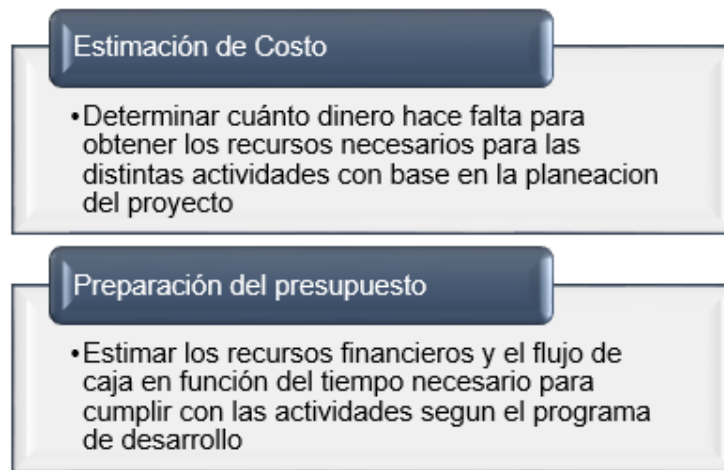 Estimación de Costo
•Determinar cuánto dinero hace falta para
obtener los recursos necesarios para las
distintas actividades con base en la planeacion
del proyecto
Preparación del presupuesto
•Estimar los recursos financieros y el flujo de
caja en función del tiempo necesario para
cumplir con las actividades segun el programa
de desarrollo